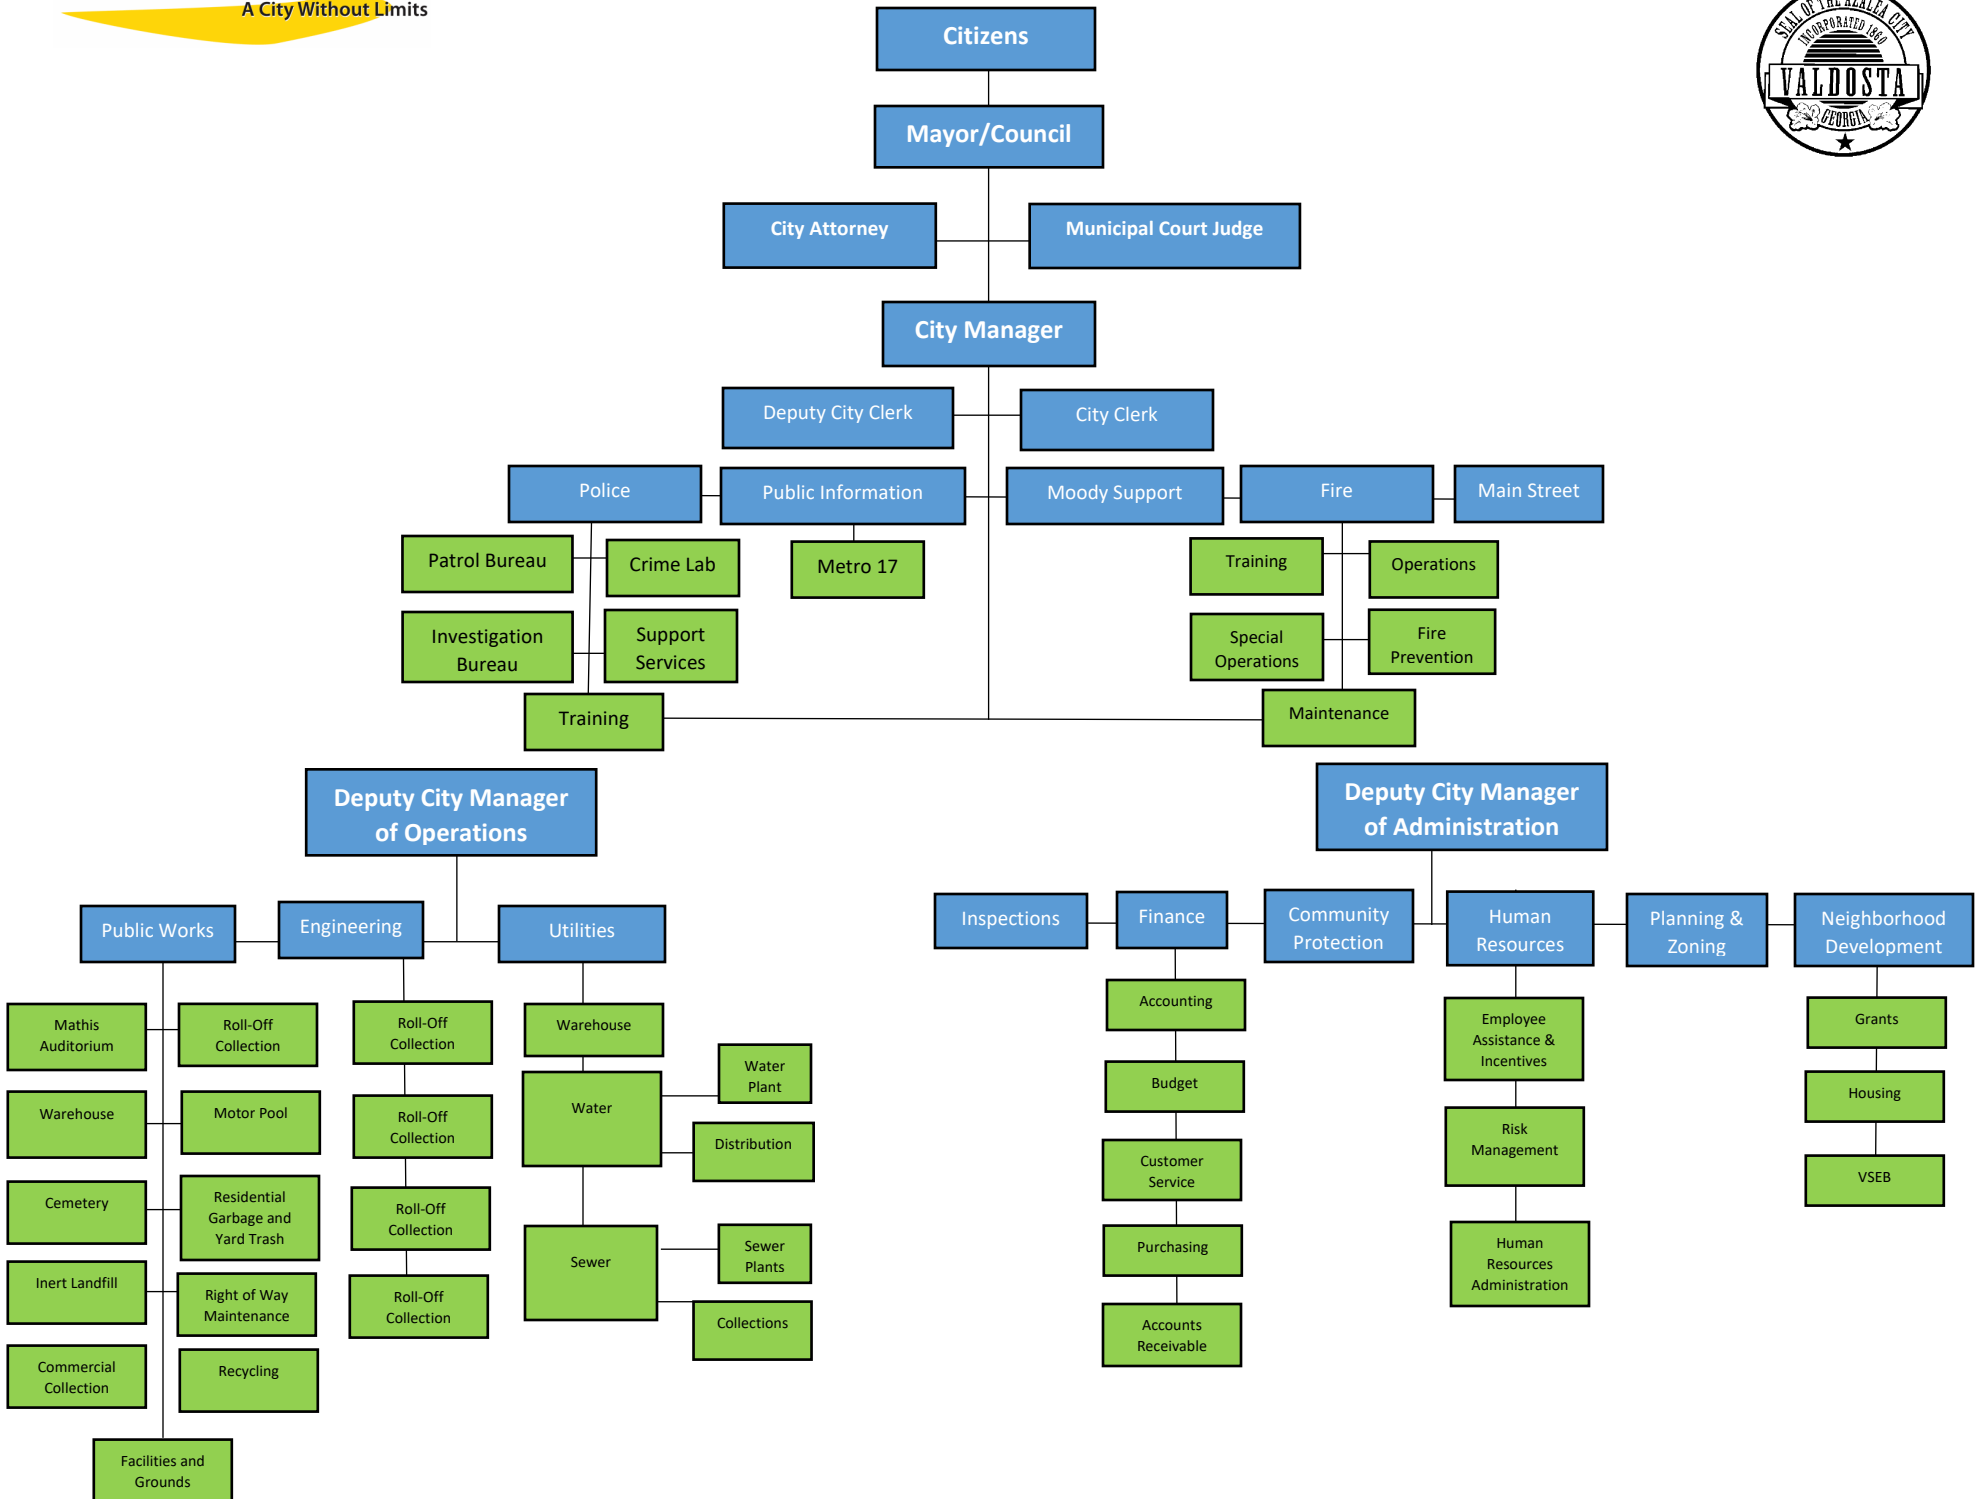 A City Without Limits
SEAL OF THE AZALEA CITY
INCORPORATED 1860
VALDOSTA
GEORGIA
Citizens
Mayor/Council
City Attorney
Municipal Court Judge
City Manager
Deputy City Clerk
City Clerk
Police
Public Information
Moody Support
Fire
Main Street
Patrol Bureau
Crime Lab
Metro 17
Training
Operations
Investigation
Bureau
Support
Services
Special
Operations
Fire
Prevention
Training
Maintenance
Deputy City Manager
of Operations
Deputy City Manager
of Administration
Public Works
Engineering
Utilities
Inspections
Finance
Community
Protection
Human
Resources
Planning &
Zoning
Neighborhood
Development
Mathis
Auditorium
Roll-Off
Collection
Warehouse
Motor Pool
Cemetery
Residential
Garbage and
Yard Trash
Inert Landfill
Right of Way
Maintenance
Commercial
Collection
Recycling
Facilities and
Grounds
Roll-Off
Collection
Roll-Off
Collection
Roll-Off
Collection
Roll-Off
Collection
Warehouse
Water
Water
Plant
Distribution
Sewer
Sewer
Plants
Collections
Accounting
Budget
Customer
Service
Purchasing
Accounts
Receivable
Employee
Assistance &
Incentives
Risk
Management
Human
Resources
Administration
Grants
Housing
VSEB